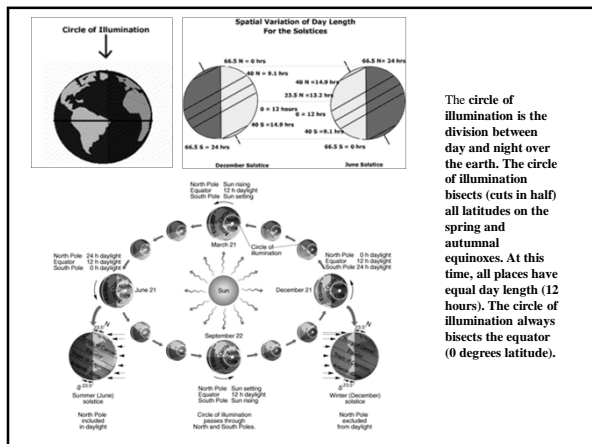 Circle of Illumination
Spatial Variation of Day Length
For the Solstices
66.5 N = 0 hrs
40 N = 9.1 hrs
0 = 12 hours
40 S = 14.9 hrs
66.5 S = 24 hrs
December Solstice
66.5 N= 24 hrs
40 N = 14.9 hrs
23.5 N = 13.2 hrs
0 = 12 hrs
40 S = 9.1 hrs
66.5 S = 0 hrs
June Solstice
The circle of
illumination is the
division between
day and night over
the earth. The circle
of illumination
bisects (cuts in half)
all latitudes on the
spring and
autumnal
equinoxes. At this
time, all places have
equal day length (12
hours). The circle of
illumination always
bisects the equator
(0 degrees latitude).
North Pole Sun rising
Equator 12 h daylight
South Pole Sun setting
March 21
Circle of
illumination
North Pole 24 h daylight
Equator 12 h daylight
South Pole 0 h daylight
June 21
Sun
North Pole 0 h daylight
Equator 12 h daylight
South Pole 24 h daylight
December 21
September 22
North Pole Sun setting
Equator 12 h daylight
South Pole Sun rising
Circle of illumination
passes through
North and South Poles.
23.5°
N
S
23.5°
Summer (June)
solstice
North Pole
included
in daylight
23.5°
N
S
23.5°
Winter (December)
solstice
North Pole
excluded
from daylight